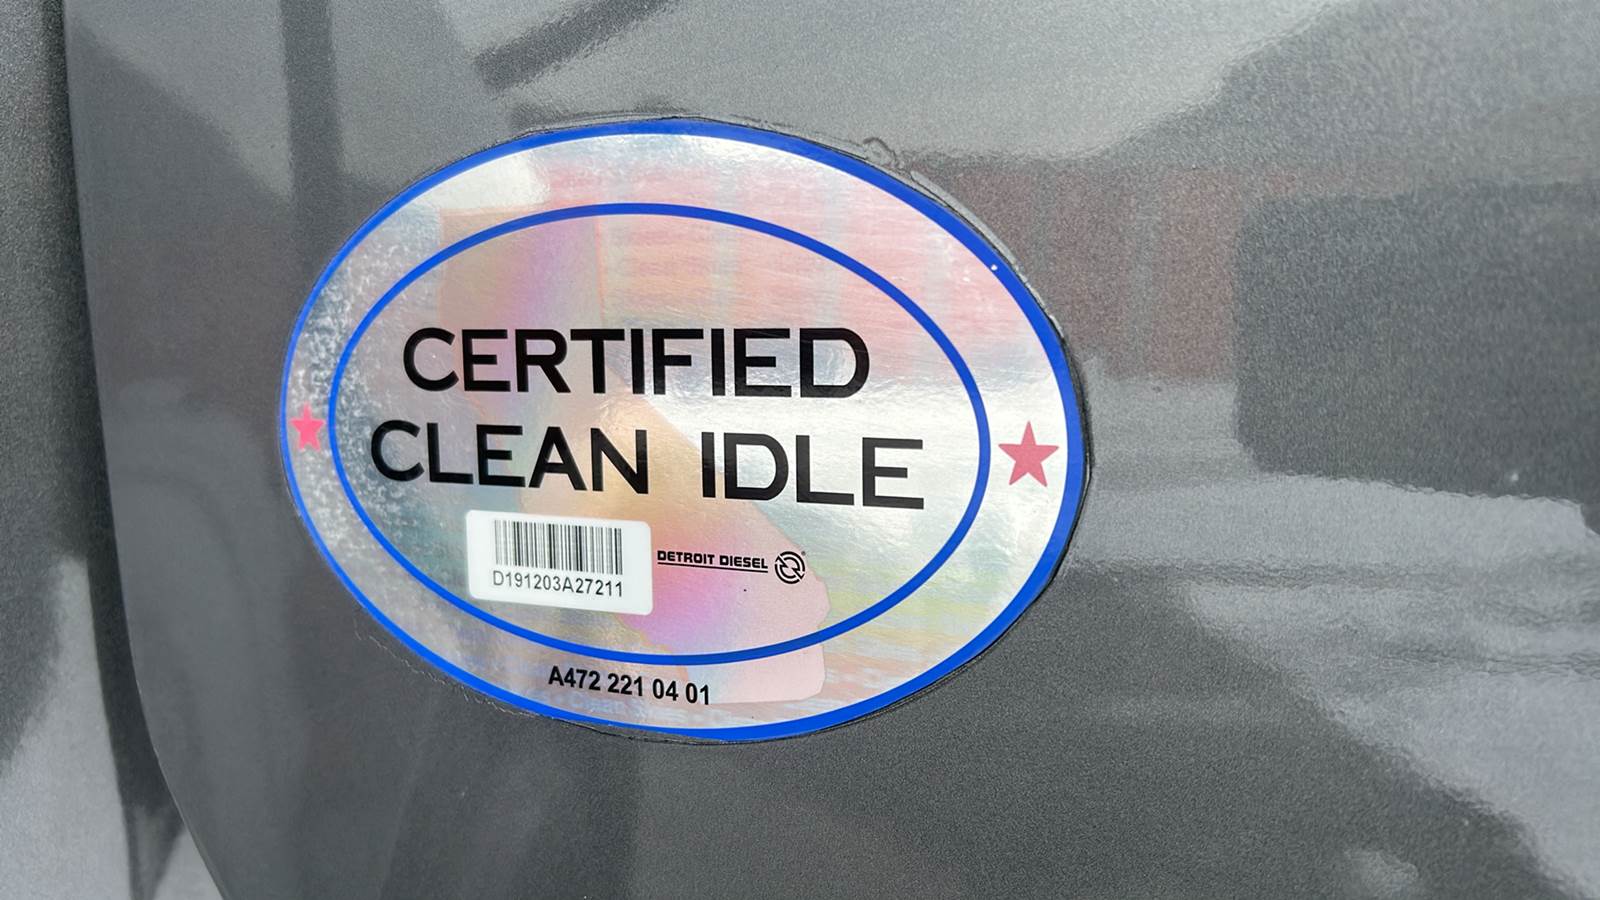 CERTIFIED
CLEAN IDLE
D191203A27211
DETROIT DIESEL
A472 221 04 01